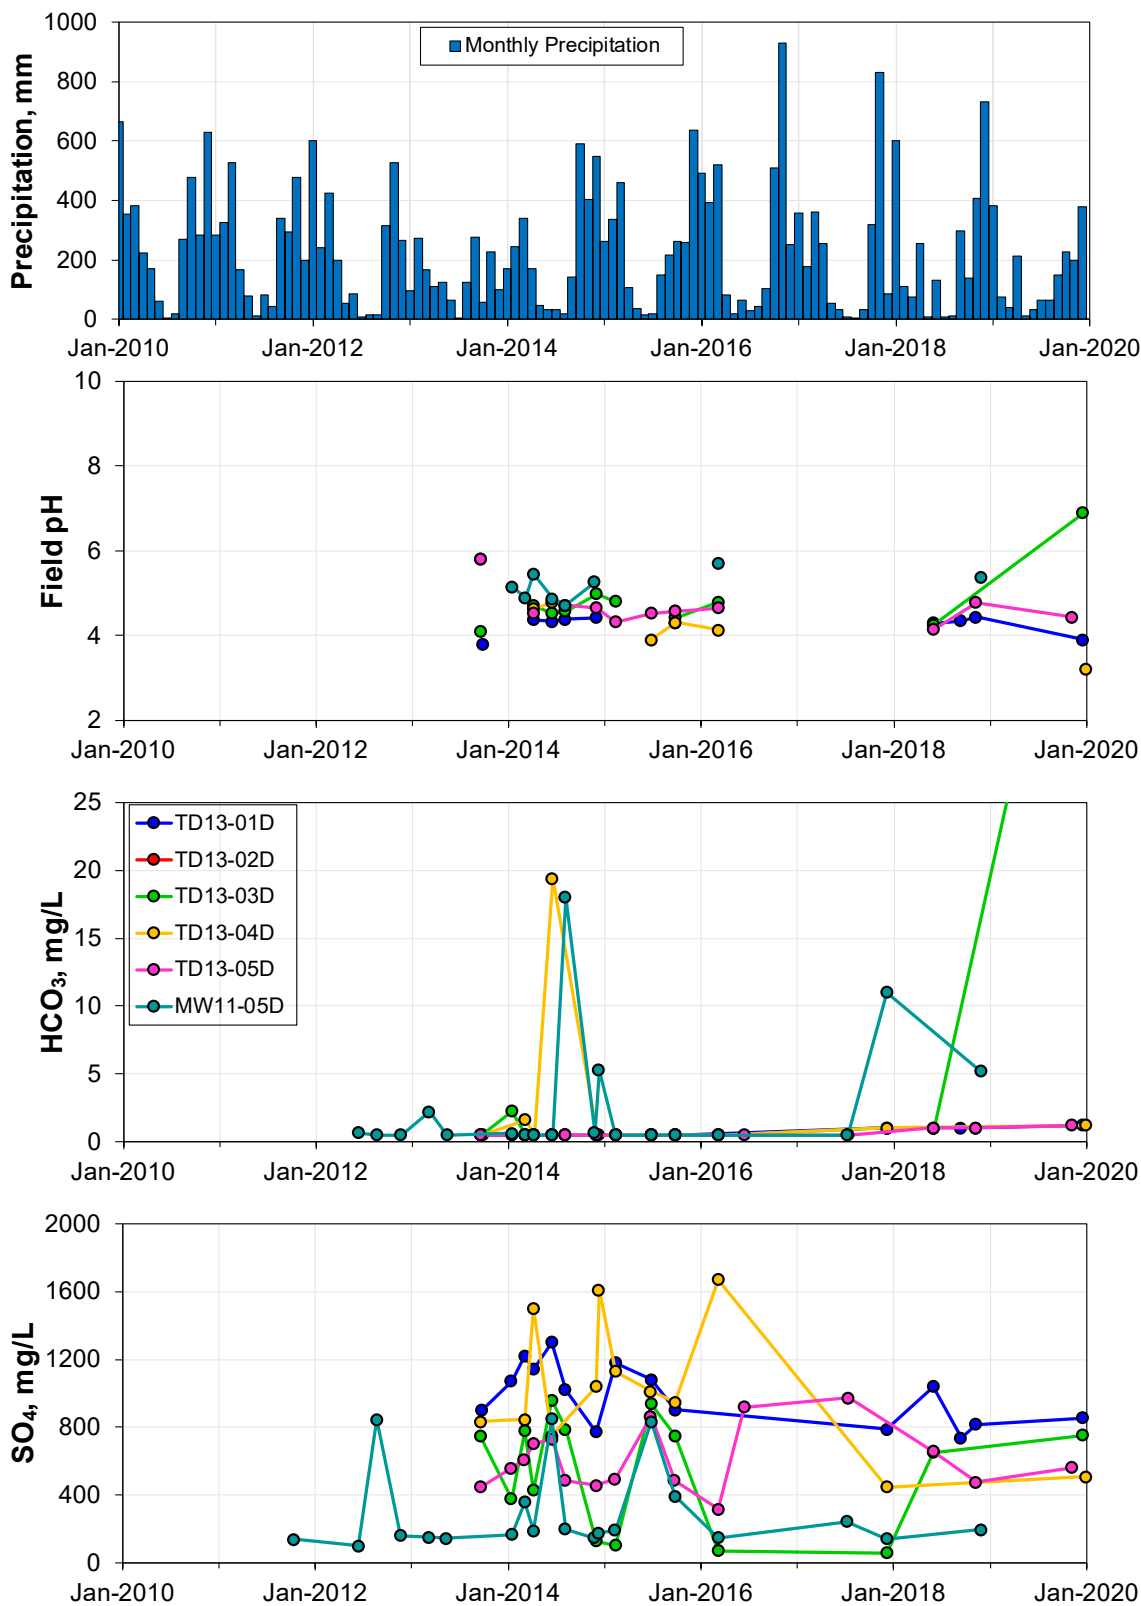 Precipitation, mm
1000
800
600
400
200
0
Monthly Precipitation
Jan-2010 Jan-2012 Jan-2014 Jan-2016 Jan-2018 Jan-2020
Field pH
10
8
6
4
2
Jan-2010 Jan-2012 Jan-2014 Jan-2016 Jan-2018 Jan-2020
HCO₃, mg/L
25
20
15
10
5
0
TD13-01D
TD13-02D
TD13-03D
TD13-04D
TD13-05D
MW11-05D
Jan-2010 Jan-2012 Jan-2014 Jan-2016 Jan-2018 Jan-2020
SO₄, mg/L
2000
1600
1200
800
400
0
Jan-2010 Jan-2012 Jan-2014 Jan-2016 Jan-2018 Jan-2020